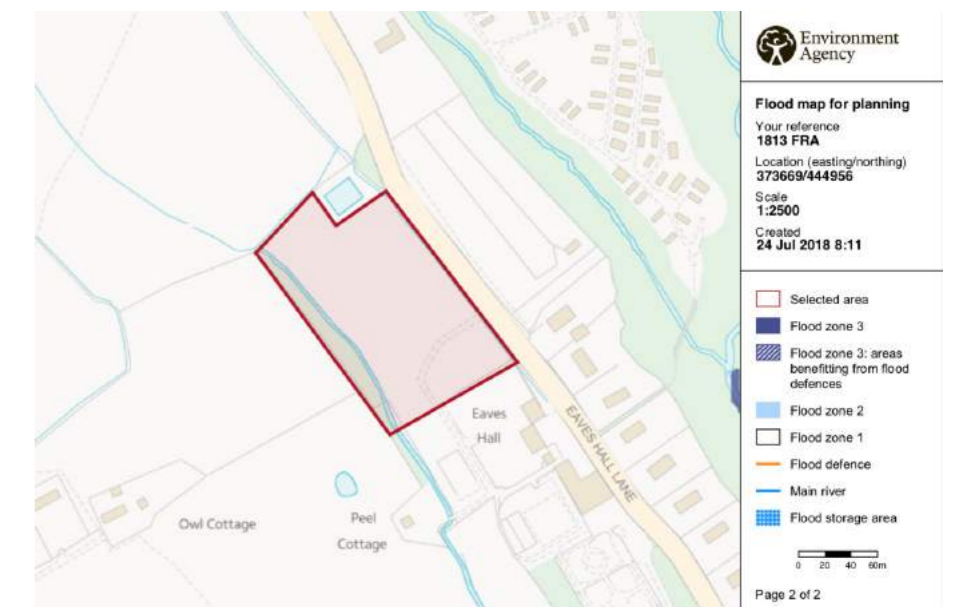 Environment
Agency
Flood map for planning
Your reference
1813 FRA
Location (easting/northing)
373669/444956
Scale
1:2500
Created
24 Jul 2018 8:11
Selected area
Flood zone 3
Flood zone 3: areas
benefitting from flood
defences
Flood zone 2
Flood zone 1
Flood defence
Main river
Flood storage area
0 20 40 60m
Page 2 of 2
Eaves
Hall
EAVES HALL LANE
Owl Cottage
Peel
Cottage